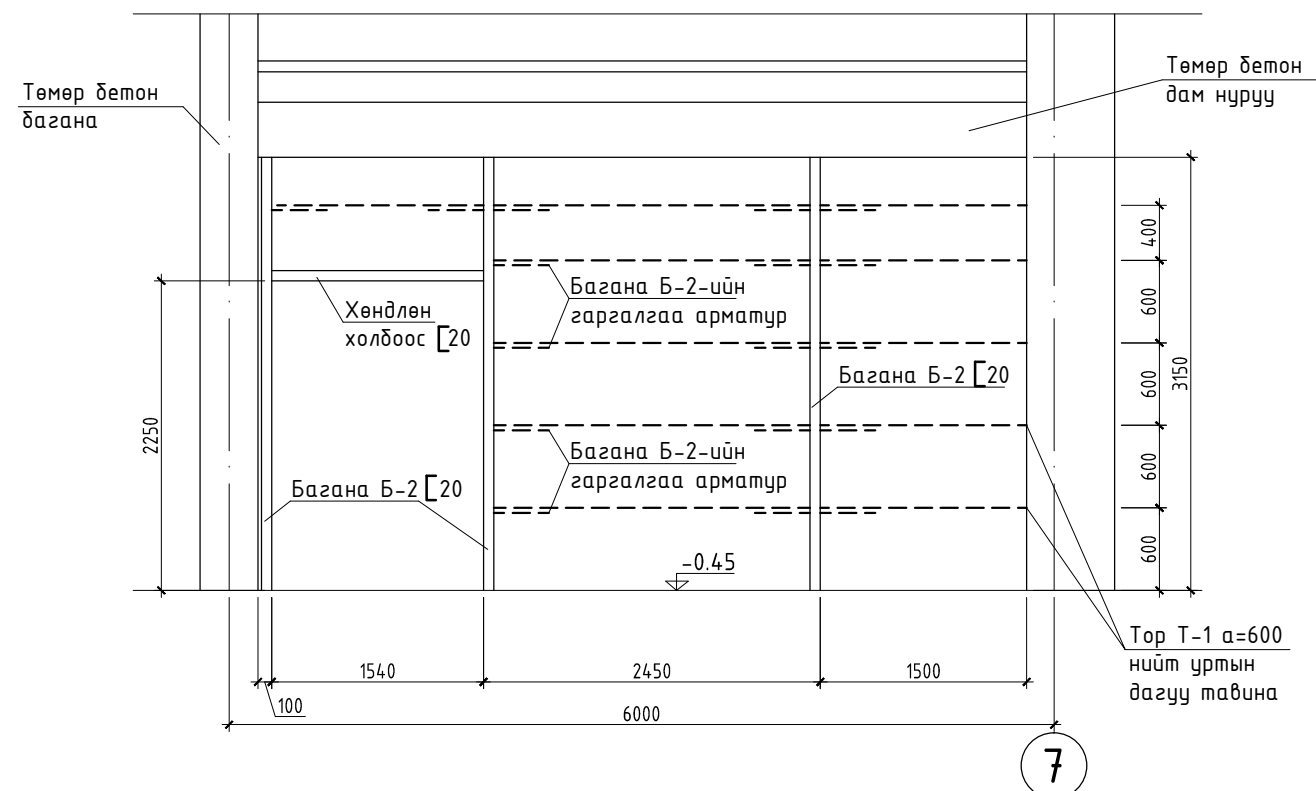 Төмөр бетон
багана
Төмөр бетон
дам нуруу
Багана Б-2-ийн
гаргалгаа арматур
Хөндлөн
холбоос [20
Багана Б-2 [20
Багана Б-2-ийн
гаргалгаа арматур
Багана Б-2 [20
-0.45
2250
400
600
600
600
600
3150
Тор Т-1 а=600
нийт уртын
дагуу тавина
1540
2450
1500
100
6000
7